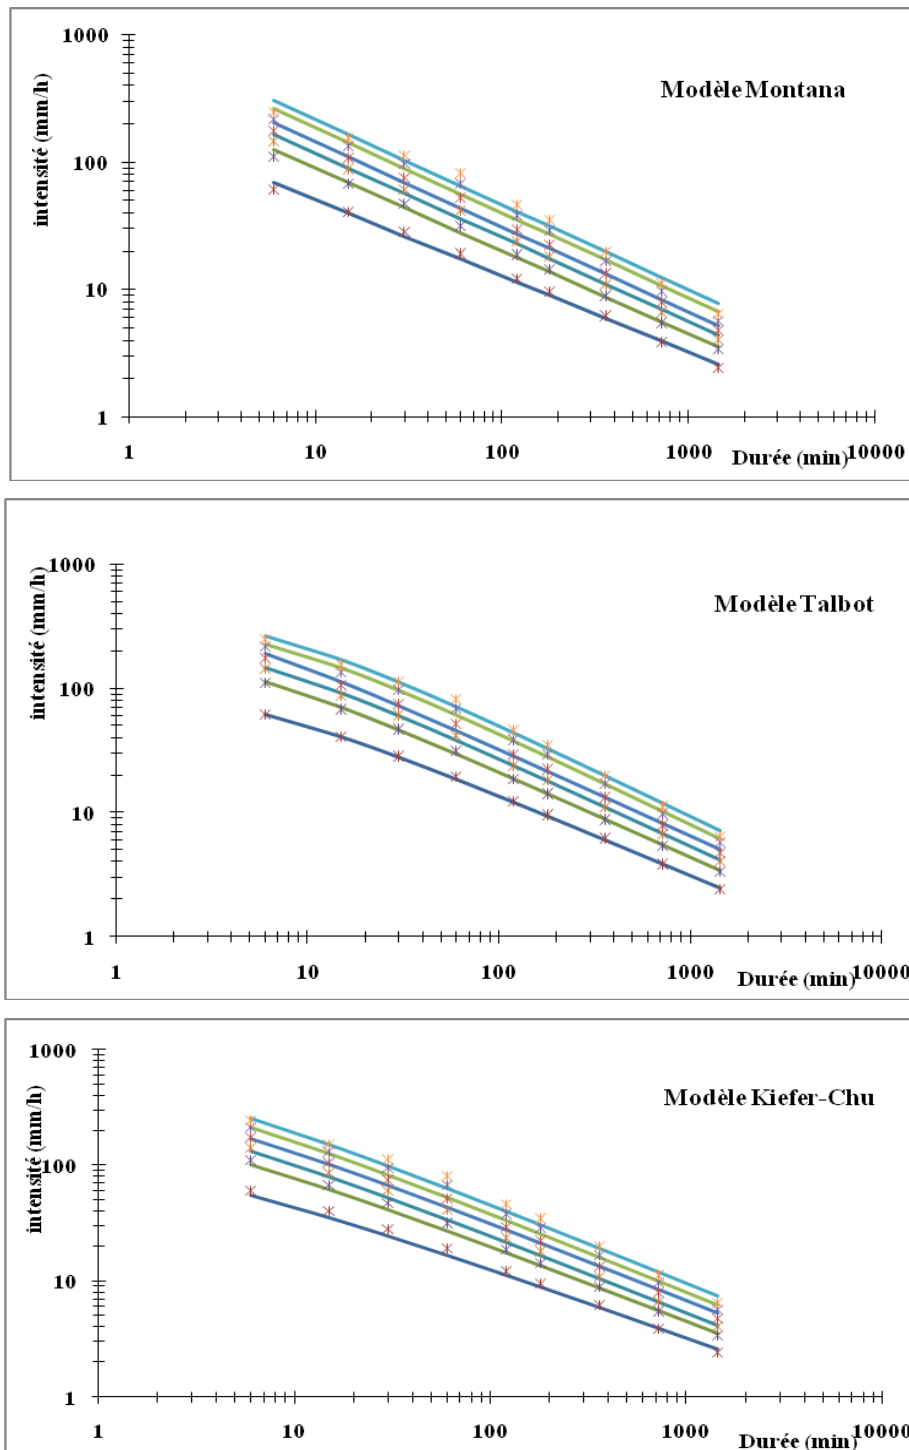 Modèle Montana
intensité (mm/h)
1000
100
10
1
1 10 100 1000 10000
Durée (min)
Modèle Talbot
intensité (mm/h)
1000
100
10
1
1 10 100 1000 10000
Durée (min)
Modèle Kiefer-Chu
intensité (mm/h)
1000
100
10
1
1 10 100 1000 10000
Durée (min)